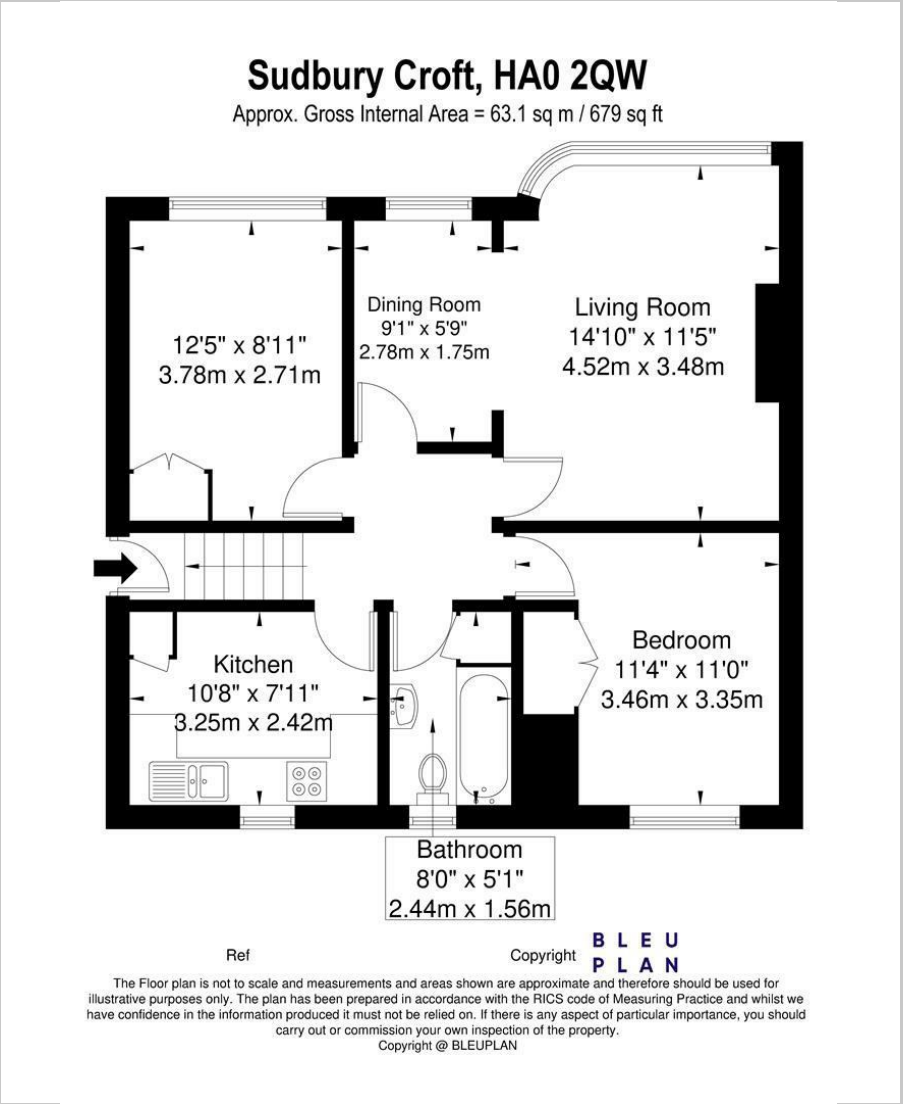 Sudbury Croft, HA0 2QW
Approx. Gross Internal Area = 63.1 sq m / 679 sq ft
12'5" x 8'11"
3.78m x 2.71m
Dining Room
9'1" x 5'9"
2.78m x 1.75m
Living Room
14'10" x 11'5"
4.52m x 3.48m
Kitchen
10'8" x 7'11"
3.25m x 2.42m
Bedroom
11'4" x 11'0"
3.46m x 3.35m
Bathroom
8'0" x 5'1"
2.44m x 1.56m
Ref
Copyright
BLEU
PLAN
The Floor plan is not to scale and measurements and areas shown are approximate and therefore should be used for
illustrative purposes only. The plan has been prepared in accordance with the RICS code of Measuring Practice and whilst we
have confidence in the information produced it must not be relied on. If there is any aspect of particular importance, you should
carry out or commission your own inspection of the property.
Copyright @ BLEUPLAN